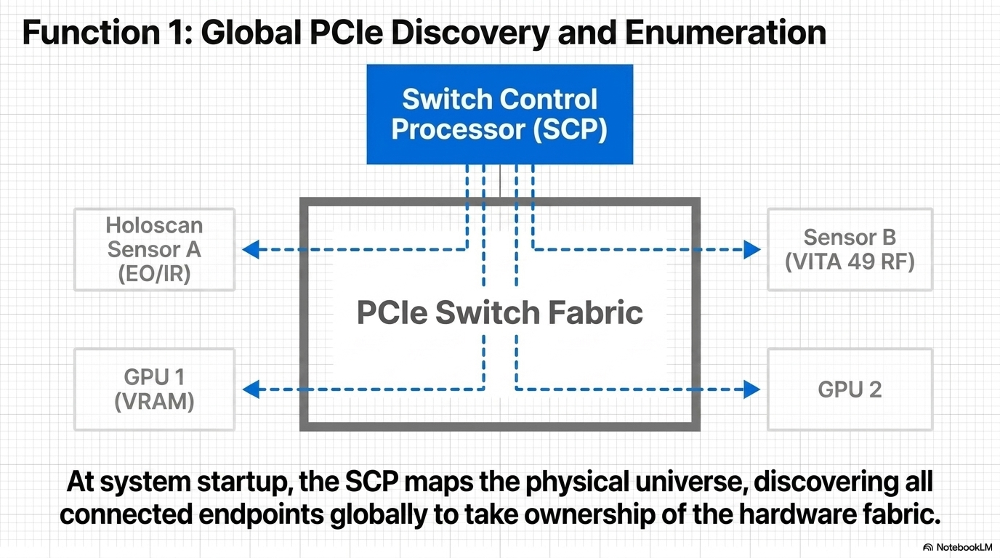 Function 1: Global PCIe Discovery and Enumeration
Switch Control
Processor (SCP)
Holoscan
Sensor A
(EO/IR)
Sensor B
(VITA 49 RF)
PCIe Switch Fabric
GPU 1
(VRAM)
GPU 2
At system startup, the SCP maps the physical universe, discovering all
connected endpoints globally to take ownership of the hardware fabric.
NotebookLM